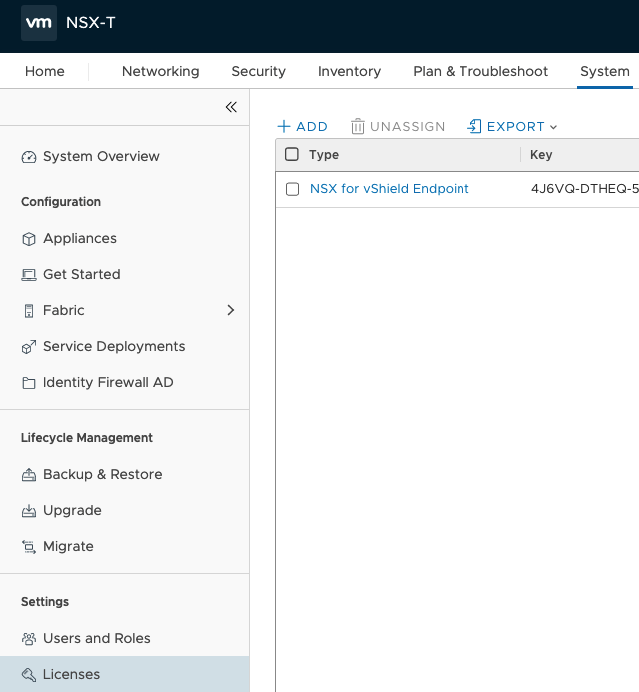 vm NSX-T
Home Networking Security Inventory Plan & Troubleshoot System
System Overview
Configuration
Appliances
Get Started
Fabric
Service Deployments
Identity Firewall AD
Lifecycle Management
Backup & Restore
Upgrade
Migrate
Settings
Users and Roles
Licenses
ADD UNASSIGN EXPORT
Type Key
NSX for vShield Endpoint 4J6VQ-DTHEQ-5